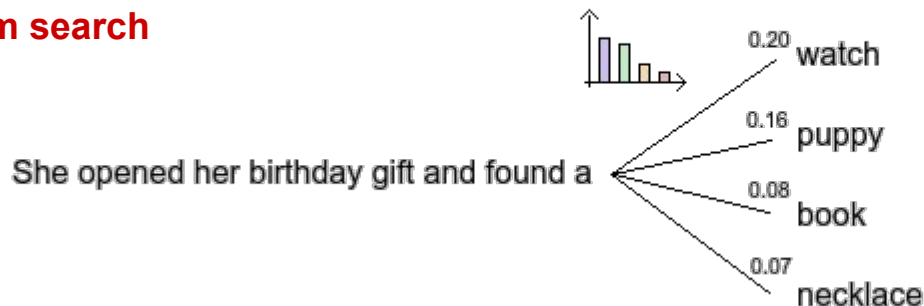 m search
0.20 watch
0.16 puppy
She opened her birthday gift and found a
0.08 book
0.07 necklace